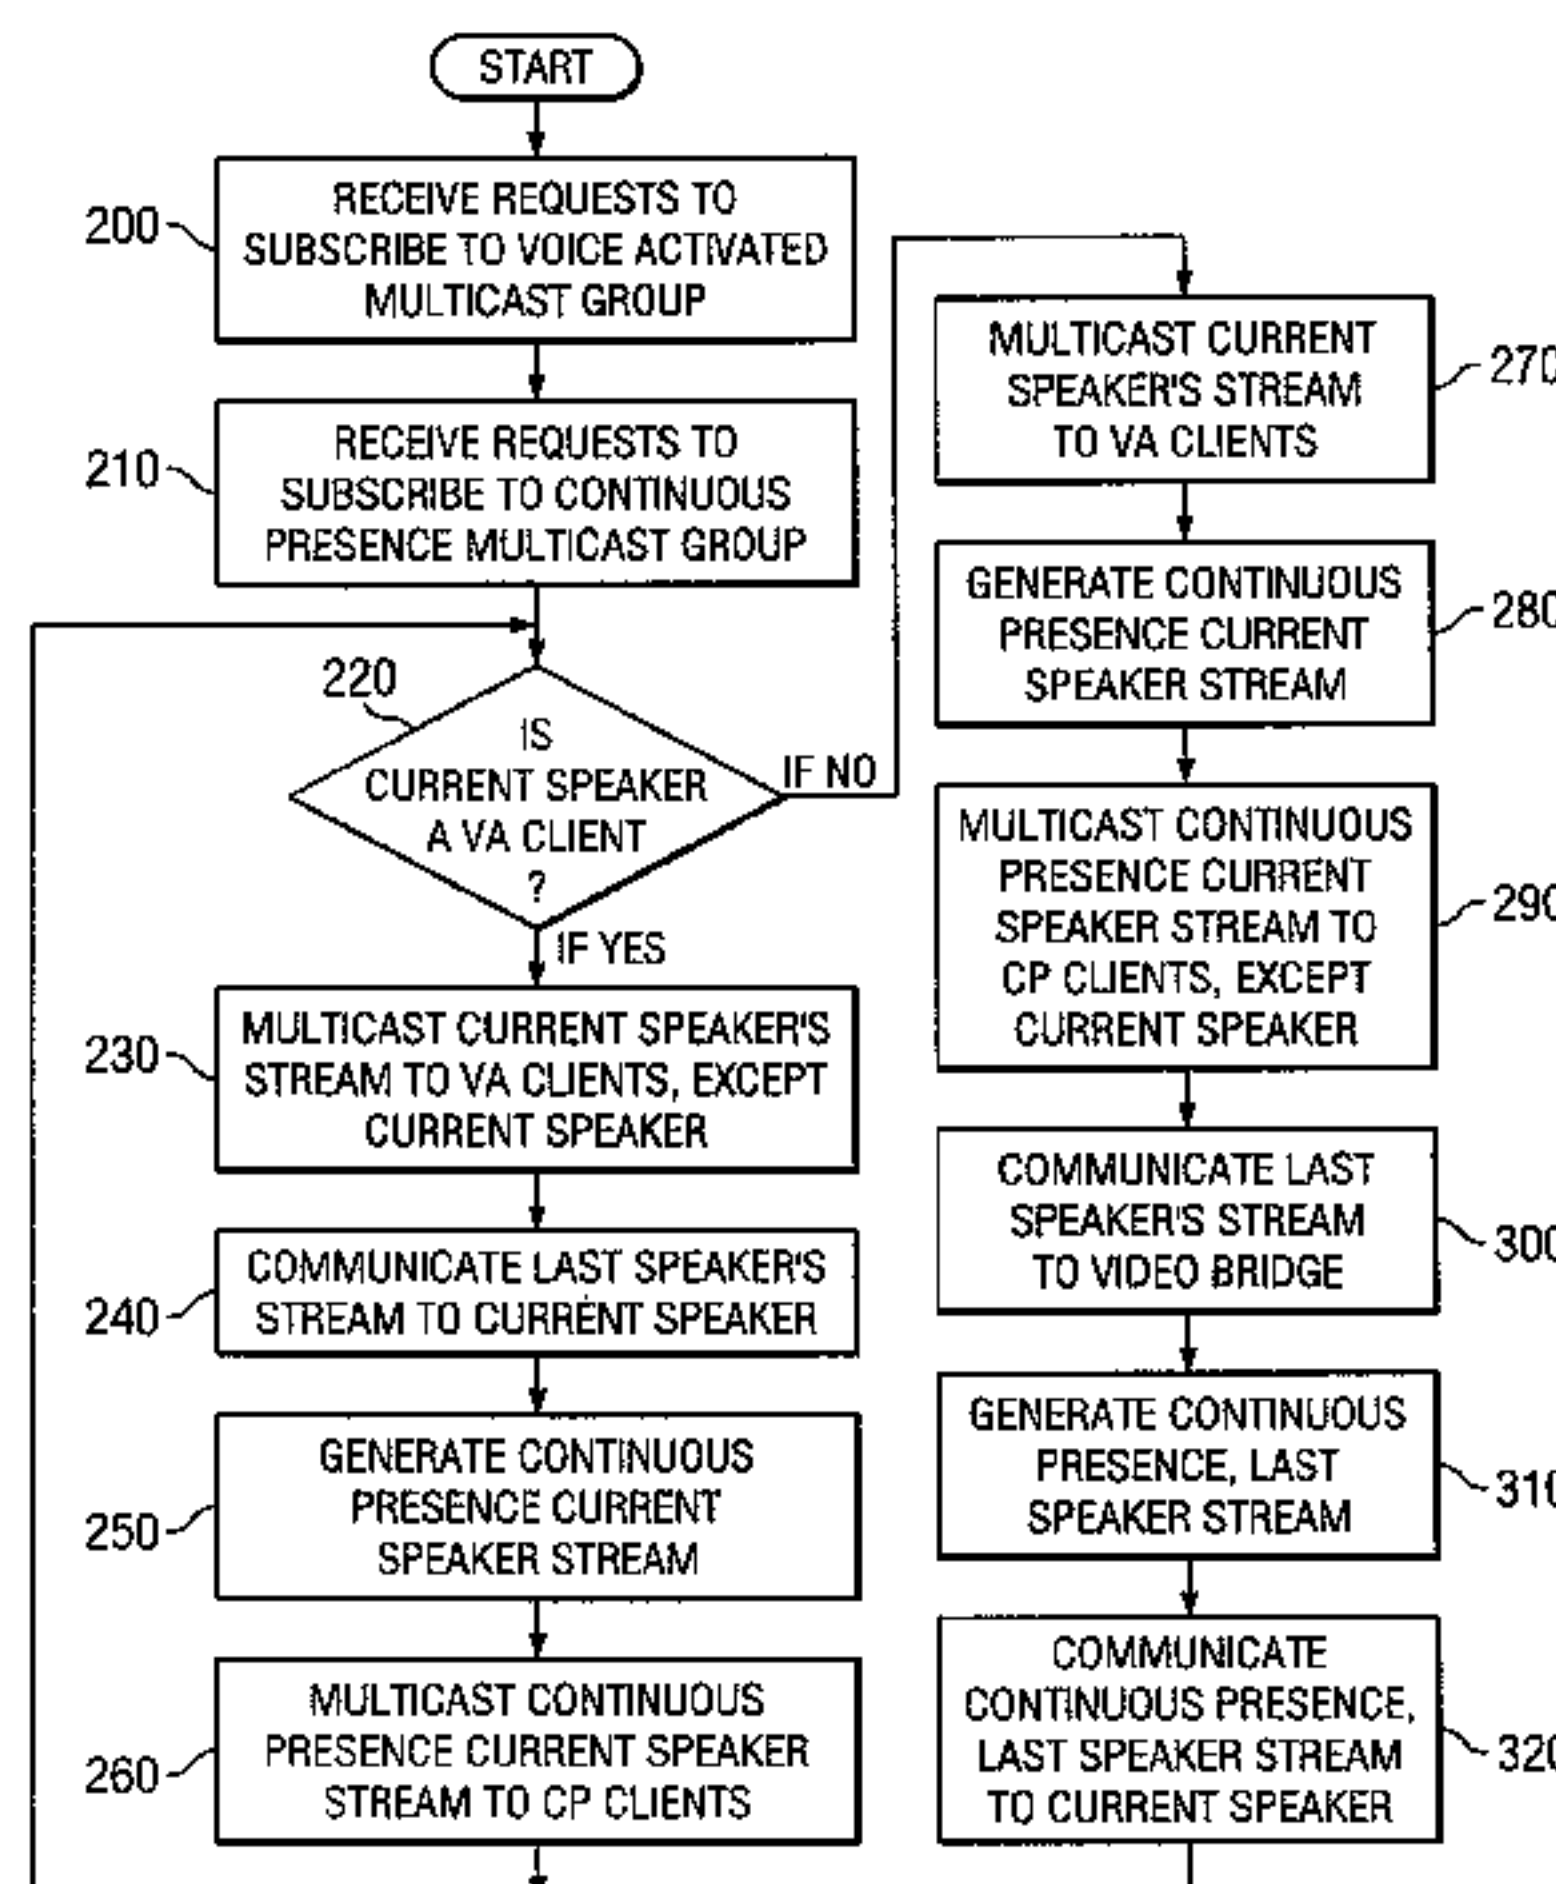 START
200
RECEIVE REQUESTS TO
SUBSCRIBE TO VOICE ACTIVATED
MULTICAST GROUP
210
RECEIVE REQUESTS TO
SUBSCRIBE TO CONTINUOUS
PRESENCE MULTICAST GROUP
220
IS
CURRENT SPEAKER
A VA CLIENT
?
IF NO
IF YES
230
MULTICAST CURRENT SPEAKER'S
STREAM TO VA CLIENTS, EXCEPT
CURRENT SPEAKER
240
COMMUNICATE LAST SPEAKER'S
STREAM TO CURRENT SPEAKER
250
GENERATE CONTINUOUS
PRESENCE CURRENT
SPEAKER STREAM
260
MULTICAST CONTINUOUS
PRESENCE CURRENT SPEAKER
STREAM TO CP CLIENTS
MULTICAST CURRENT
SPEAKER'S STREAM
TO VA CLIENTS
270
GENERATE CONTINUOUS
PRESENCE CURRENT
SPEAKER STREAM
280
MULTICAST CONTINUOUS
PRESENCE CURRENT
SPEAKER STREAM TO
CP CLIENTS, EXCEPT
CURRENT SPEAKER
290
COMMUNICATE LAST
SPEAKER'S STREAM
TO VIDEO BRIDGE
300
GENERATE CONTINUOUS
PRESENCE, LAST
SPEAKER STREAM
310
COMMUNICATE
CONTINUOUS PRESENCE,
LAST SPEAKER STREAM
TO CURRENT SPEAKER
320